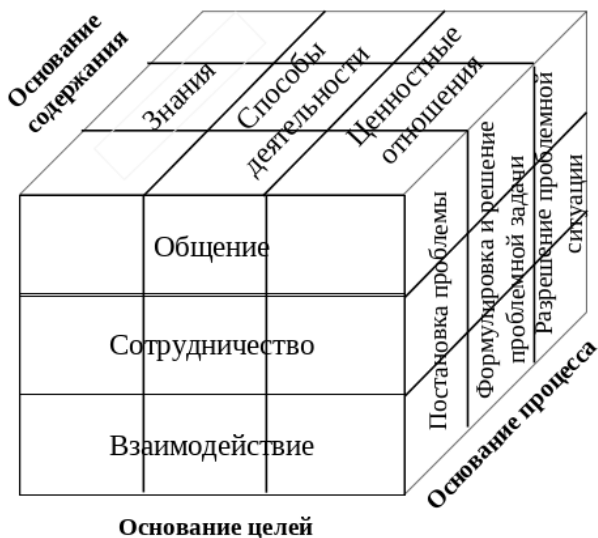 Основание
содержания
Знания
Способы
деятельности
Ценностные
отношения
Общение
Сотрудничество
Взаимодействие
Постановка проблемы
Формулировка и решение
проблемной задачи
Разрешение проблемной
ситуации
Основание процесса
Основание целей